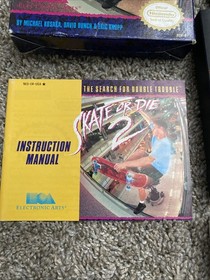 BY MICHAEL KOSAKA, DAVID BUNCH & ERIC KNOPP
THE SEARCH FOR DOUBLE TROUBLE
SKATE OR DIE
2
INSTRUCTION
MANUAL
ELECTRONIC ARTS